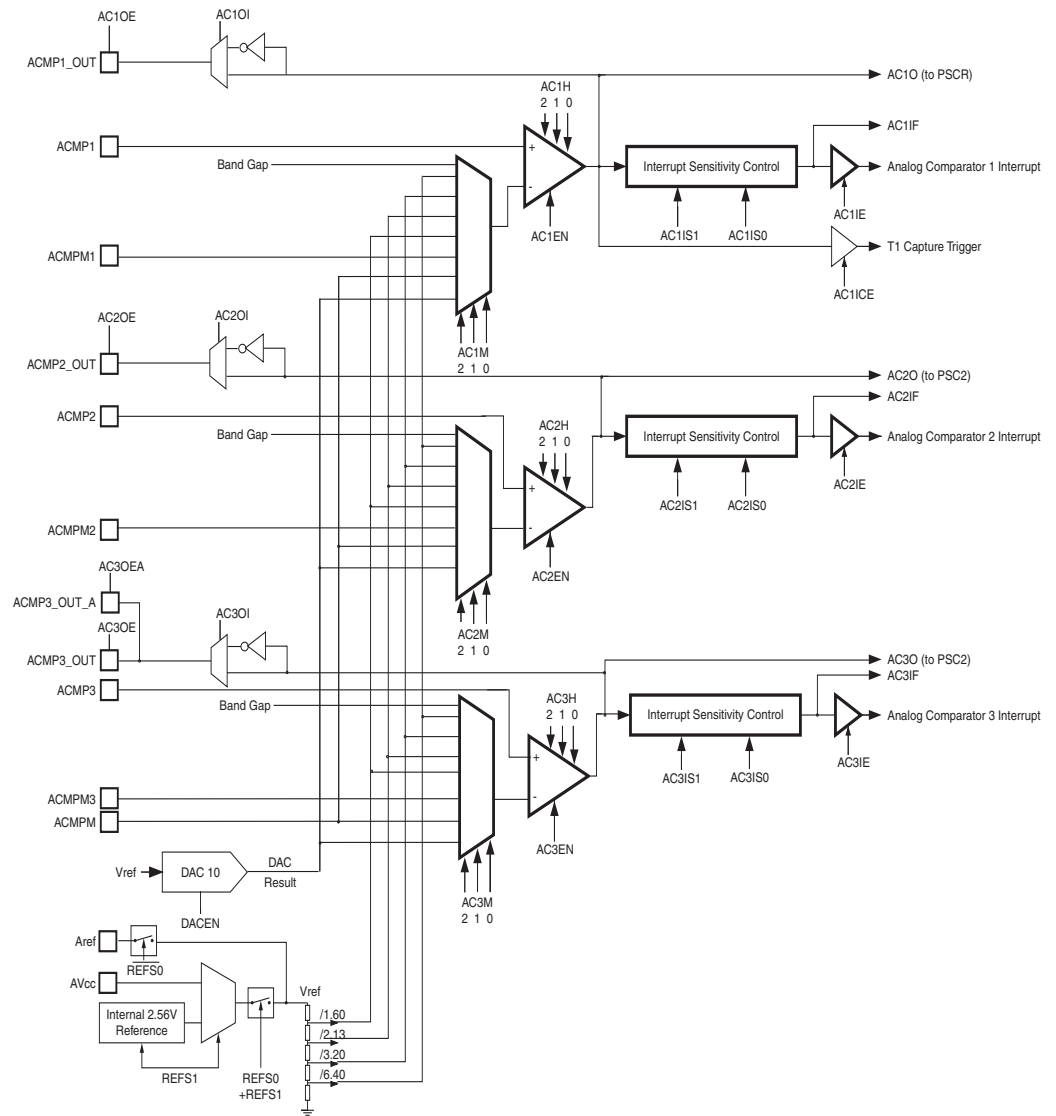 AC1OE
AC1OI
ACMP1_OUT
AC1O (to PSCR)
AC1H
2 1 0
AC1IF
ACMP1
+
Band Gap
Interrupt Sensitivity Control
Analog Comparator 1 Interrupt
-
AC1IE
AC1EN
AC1IS1
AC1IS0
T1 Capture Trigger
ACMPM1
AC1ICE
AC2OE
AC2OI
AC1M
2 1 0
ACMP2_OUT
AC2O (to PSC2)
AC2IF
ACMP2
AC2H
2 1 0
Band Gap
Interrupt Sensitivity Control
Analog Comparator 2 Interrupt
AC2IE
+
AC2IS1
AC2IS0
ACMPM2
-
AC3OEA
AC2EN
ACMP3_OUT_A
AC3OE
AC3OI
AC2M
2 1 0
ACMP3_OUT
AC3O (to PSC2)
AC3IF
ACMP3
AC3H
2 1 0
Band Gap
Interrupt Sensitivity Control
Analog Comparator 3 Interrupt
+
AC3IE
AC3IS1
AC3IS0
ACMPM3
-
ACMPM
AC3EN
DAC
Vref
DAC 10
Result
AC3M
2 1 0
DACEN
Aref
REFS0
AVcc
Vref
Internal 2.56V
Reference
/1.60
/2.13
/3.20
REFS1
REFS0
+REFS1
/6.40